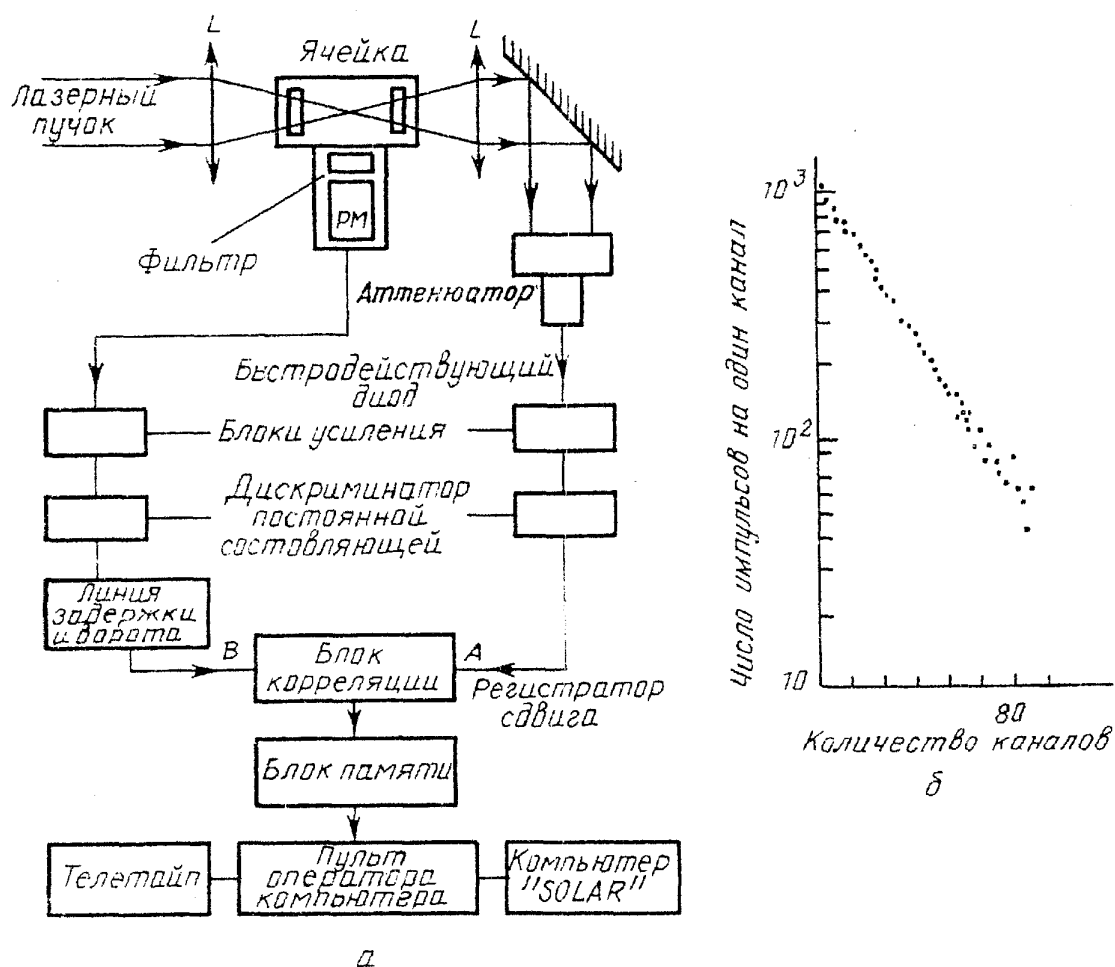 L
L
Ячейка
Лазерный
пучок
РМ
Фильтр
Аттенюатор
Быстродействующий
диод
Блоки усиления
Дискриминатор
постоянной
составляющей
Линия
задержки
и ворота
В
Блок
корреляции
А
Регистратор
сдвига
Блок памяти
Телетайп
Пульт
оператора
компьютера
Компьютер
"SOLAR"
а
Число импульсов на один канал
10³
10²
10
80
Количество каналов
б